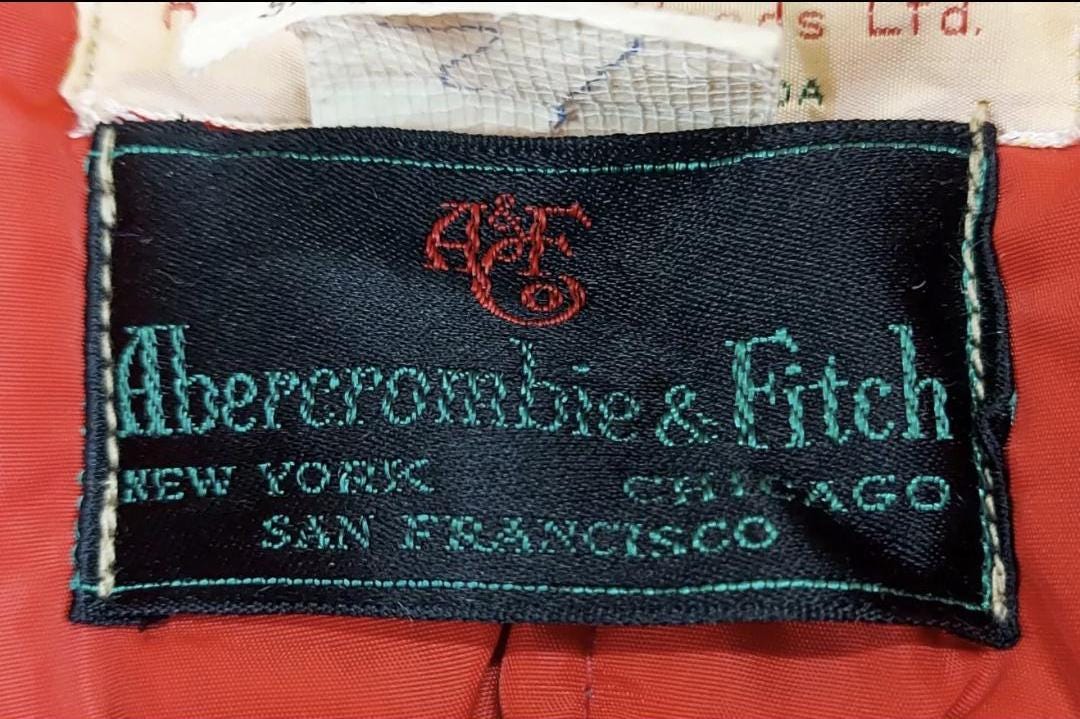 Ltd.
A&F Co
Abercrombie & Fitch
NEW YORK CHICAGO
SAN FRANCISCO